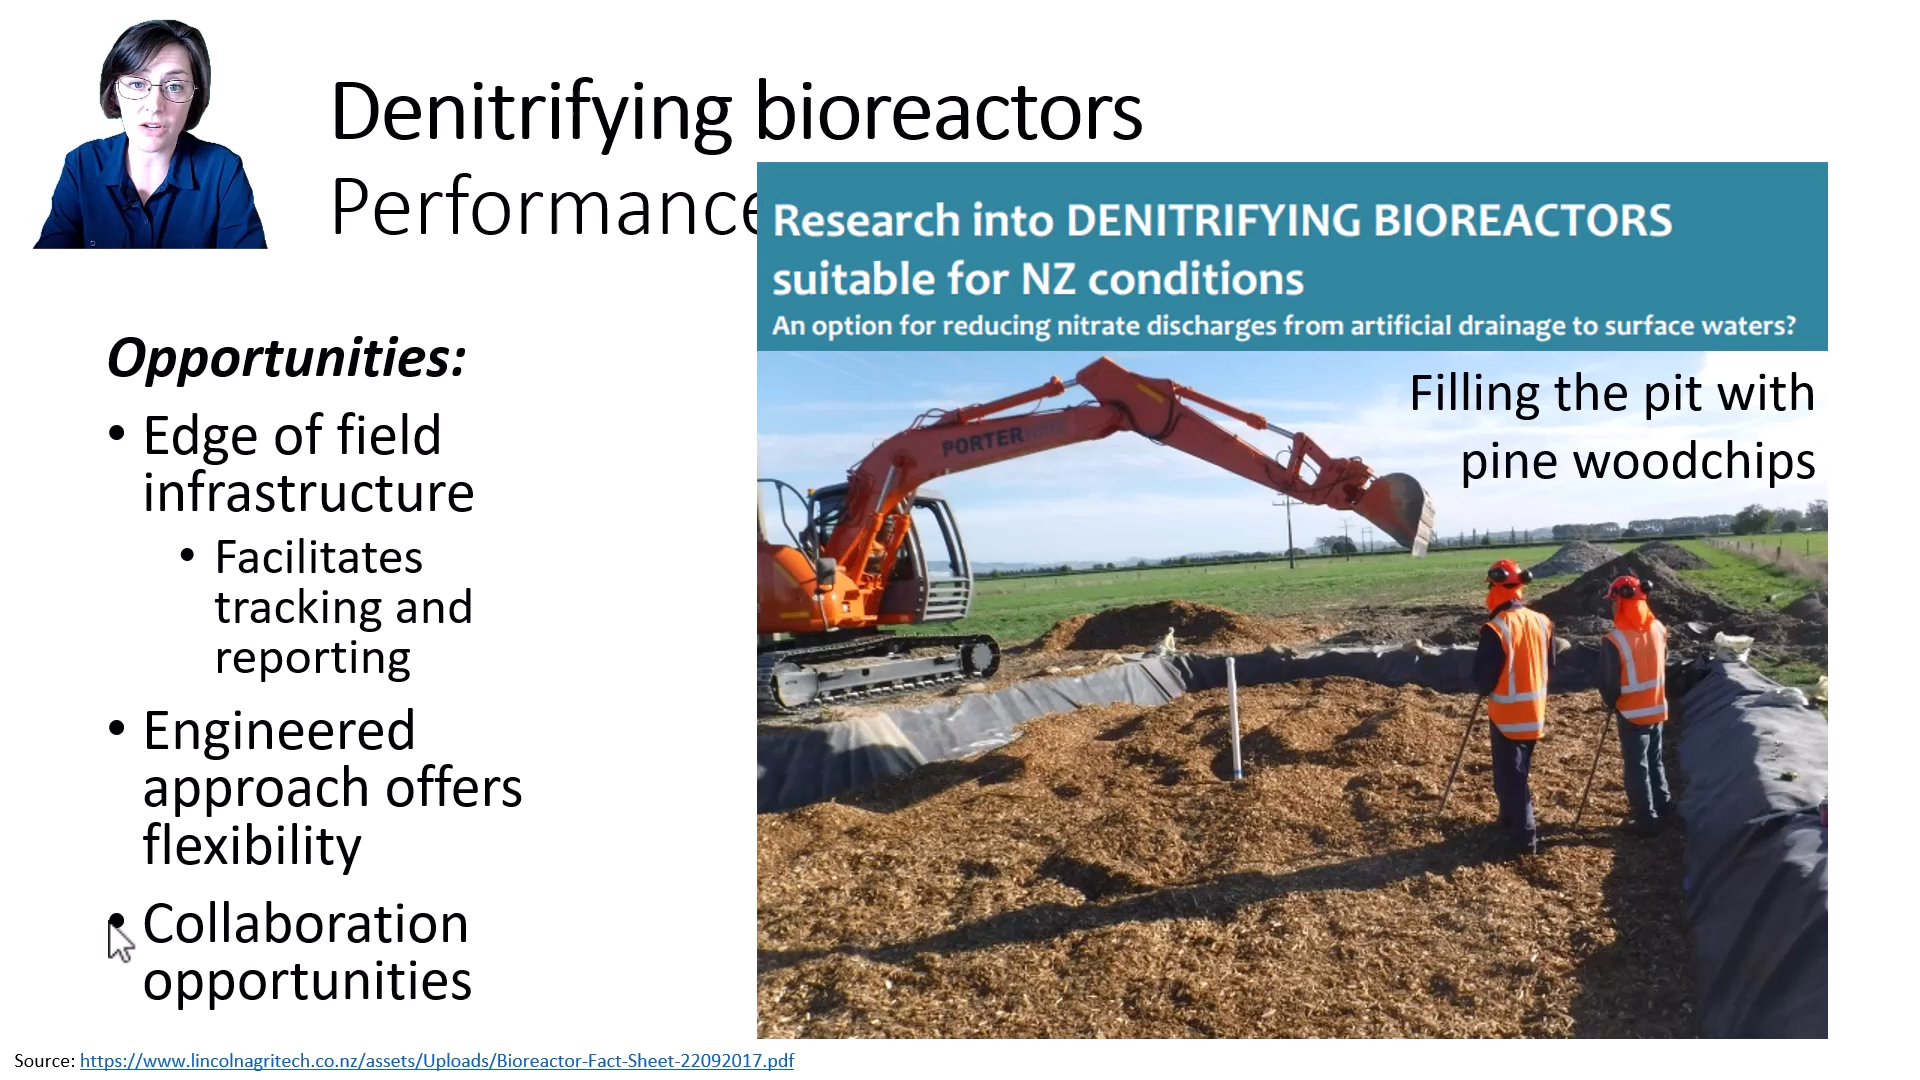 Denitrifying bioreactors
Performance
Research into DENITRIFYING BIOREACTORS
suitable for NZ conditions
An option for reducing nitrate discharges from artificial drainage to surface waters?
Filling the pit with
pine woodchips
PORTER
Opportunities:
• Edge of field
infrastructure
• Facilitates
tracking and
reporting
• Engineered
approach offers
flexibility
• Collaboration
opportunities
Source: https://www.lincolnagritech.co.nz/assets/Uploads/Bioreactor-Fact-Sheet-22092017.pdf